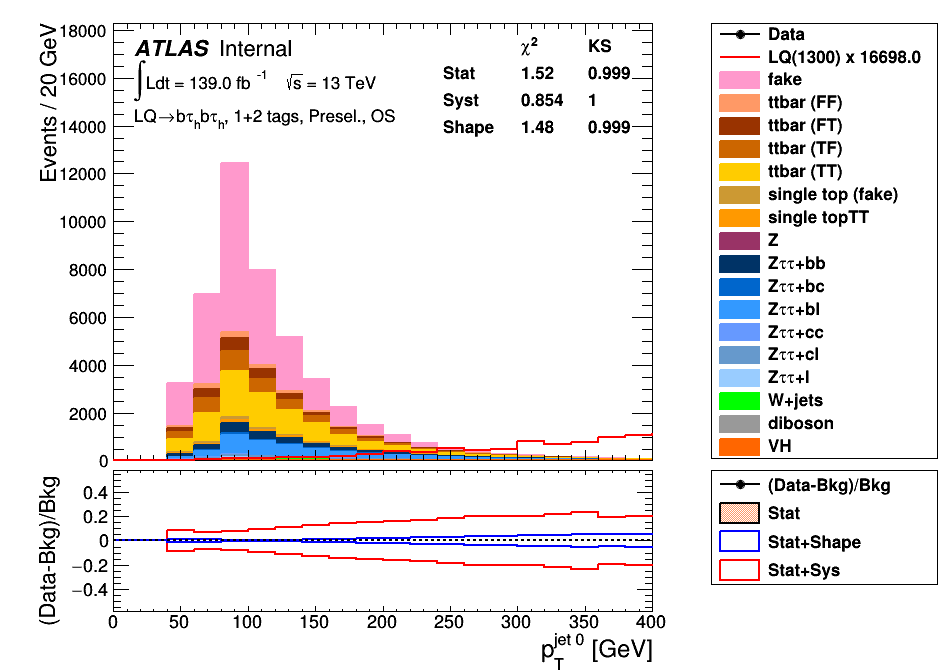 Events / 20 GeV
18000
16000
14000
12000
10000
8000
6000
4000
2000
0
ATLAS Internal
∫Ldt = 139.0 fb⁻¹ √s = 13 TeV
LQ→bτₕbτₕ, 1+2 tags, Presel., OS
χ² KS
Stat 1.52 0.999
Syst 0.854 1
Shape 1.48 0.999
Data
LQ(1300) x 16698.0
fake
ttbar (FF)
ttbar (FT)
ttbar (TF)
ttbar (TT)
single top (fake)
single topTT
Z
Zττ+bb
Zττ+bc
Zττ+bl
Zττ+cc
Zττ+cl
Zττ+l
W+jets
diboson
VH
(Data-Bkg)/Bkg
0.4
0.2
0
−0.2
−0.4
0 50 100 150 200 250 300 350 400
p_T^{jet 0} [GeV]
(Data-Bkg)/Bkg
Stat
Stat+Shape
Stat+Sys